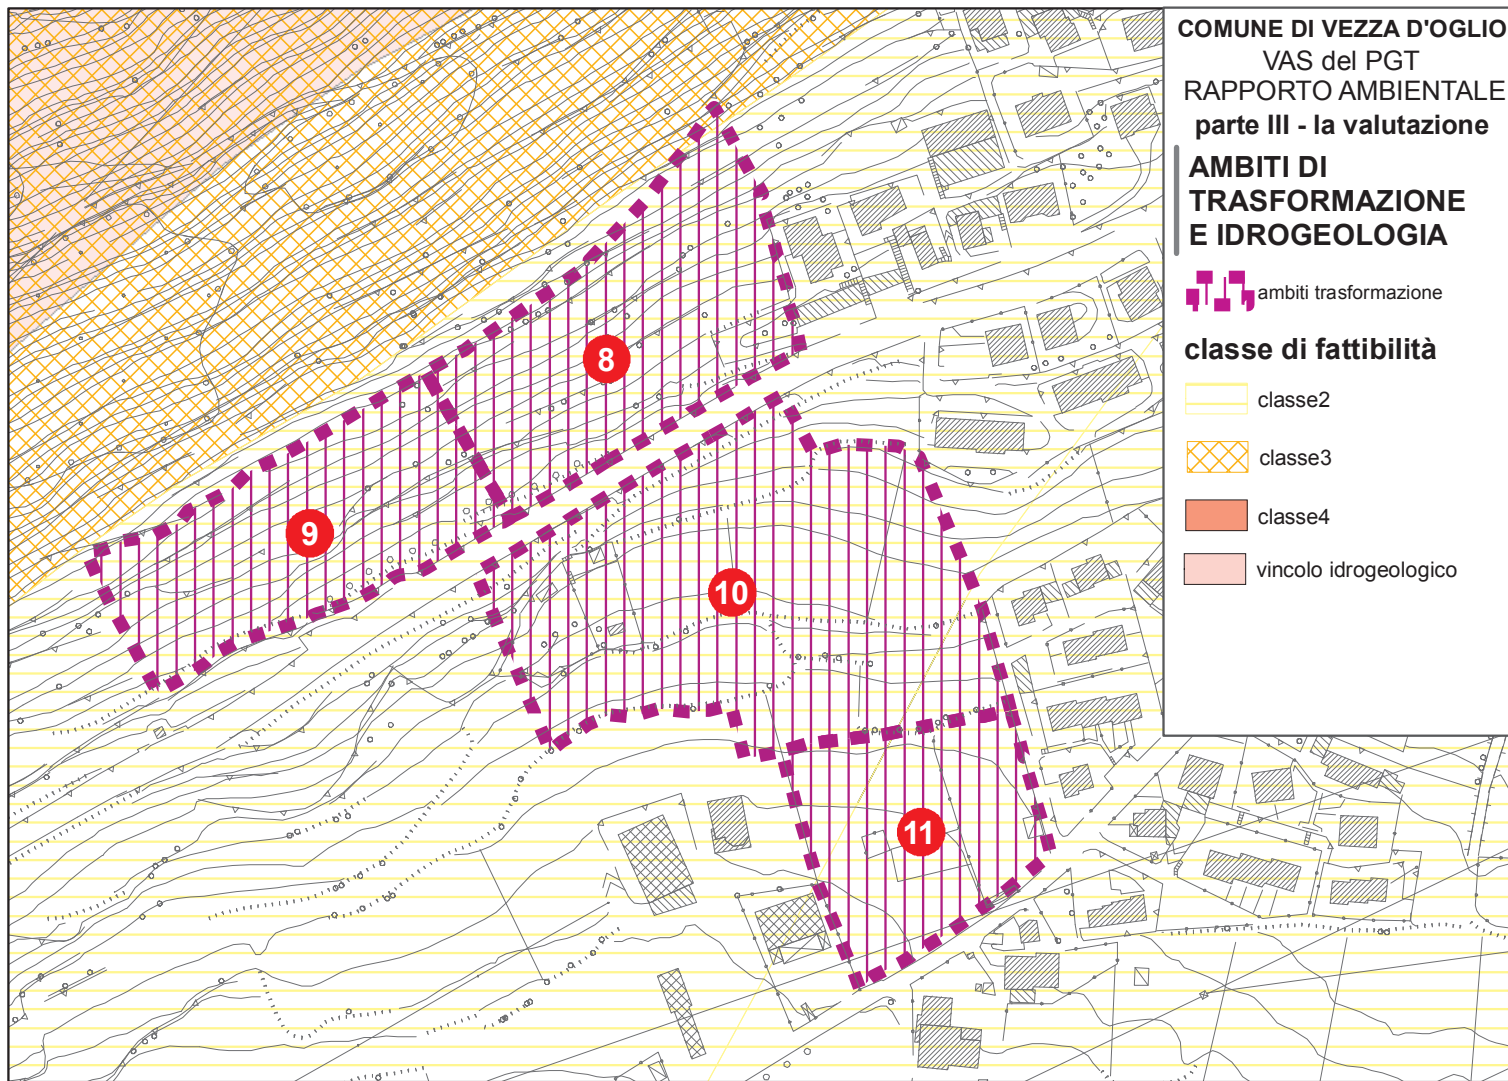 COMUNE DI VEZZA D'OGLIO
VAS del PGT
RAPPORTO AMBIENTALE
parte III - la valutazione
AMBITI DI
TRASFORMAZIONE
E IDROGEOLOGIA
ambiti trasformazione
classe di fattibilità
classe2
classe3
classe4
vincolo idrogeologico
8
9
10
11